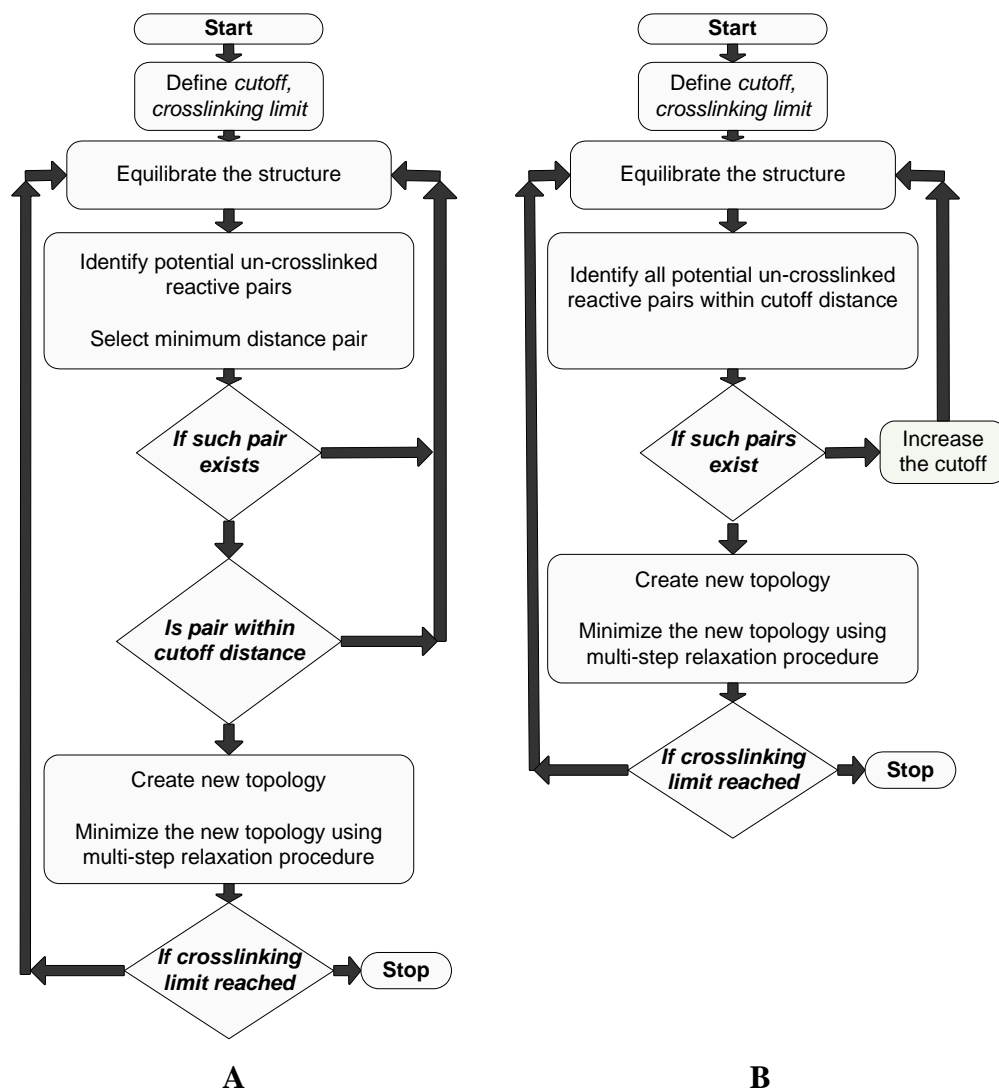 Start
Define cutoff,
crosslinking limit
Equilibrate the structure
Identify potential un-crosslinked
reactive pairs
Select minimum distance pair
If such pair
exists
Is pair within
cutoff distance
Create new topology
Minimize the new topology using
multi-step relaxation procedure
If crosslinking
limit reached
Stop
A
Start
Define cutoff,
crosslinking limit
Equilibrate the structure
Identify all potential un-crosslinked
reactive pairs within cutoff distance
If such pairs
exist
Increase
the cutoff
Create new topology
Minimize the new topology using
multi-step relaxation procedure
If crosslinking
limit reached
Stop
B